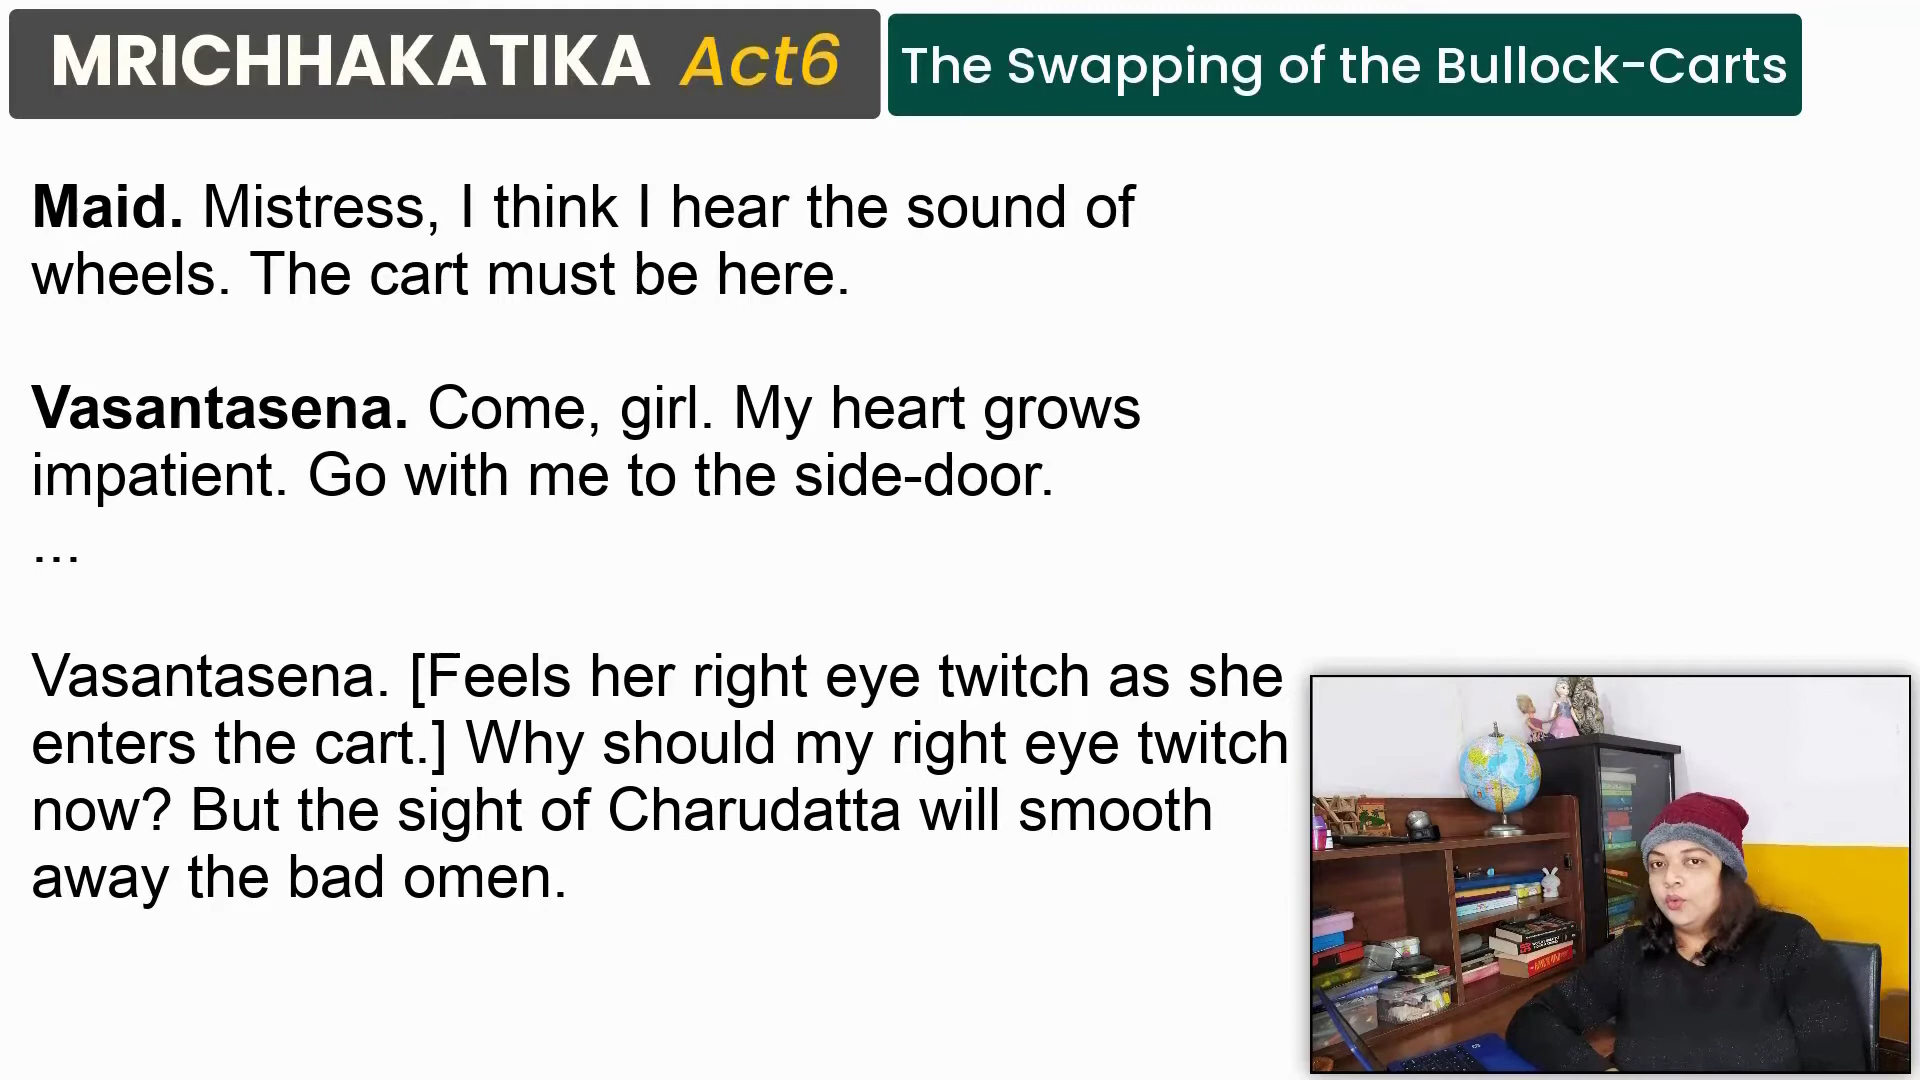 MRICHHAKATIKA Act6
The Swapping of the Bullock-Carts
Maid. Mistress, I think I hear the sound of
wheels. The cart must be here.
Vasantasena. Come, girl. My heart grows
impatient. Go with me to the side-door.
...
Vasantasena. [Feels her right eye twitch as she
enters the cart.] Why should my right eye twitch
now? But the sight of Charudatta will smooth
away the bad omen.